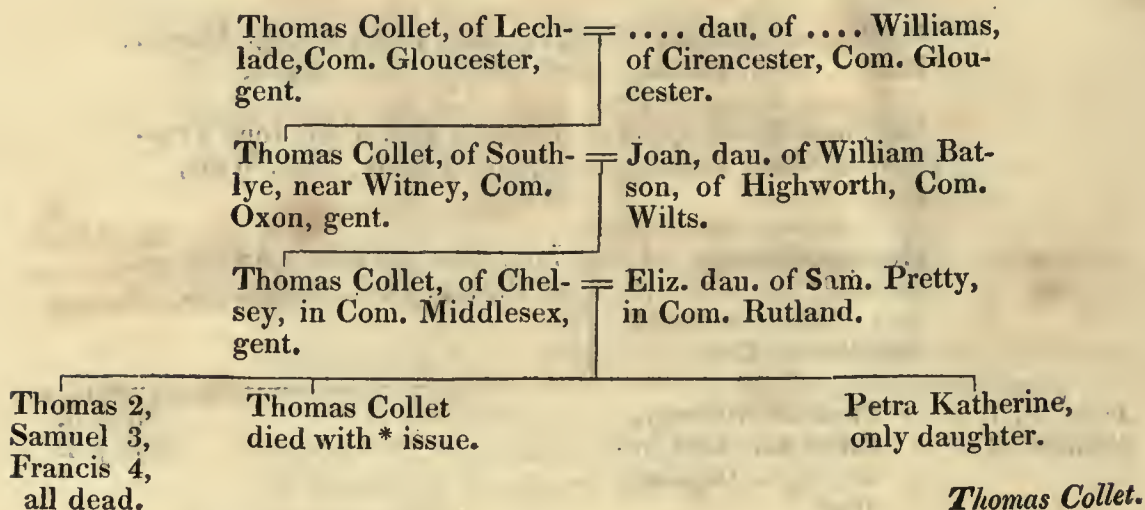 Thomas Collet, of Lech-
lade,Com. Gloucester,
gent.
.... dau. of .... Williams,
of Cirencester, Com. Glou-
cester.
Thomas Collet, of South-
lye, near Witney, Com.
Oxon, gent.
Joan, dau. of William Bat-
son, of Highworth, Com.
Wilts.
Thomas Collet, of Chel-
sey, in Com. Middlesex,
gent.
Eliz. dau. of Sam. Pretty,
in Com. Rutland.
Thomas 2,
Samuel 3,
Francis 4,
all dead.
Thomas Collet
died with * issue.
Petra Katherine,
only daughter.
Thomas Collet.